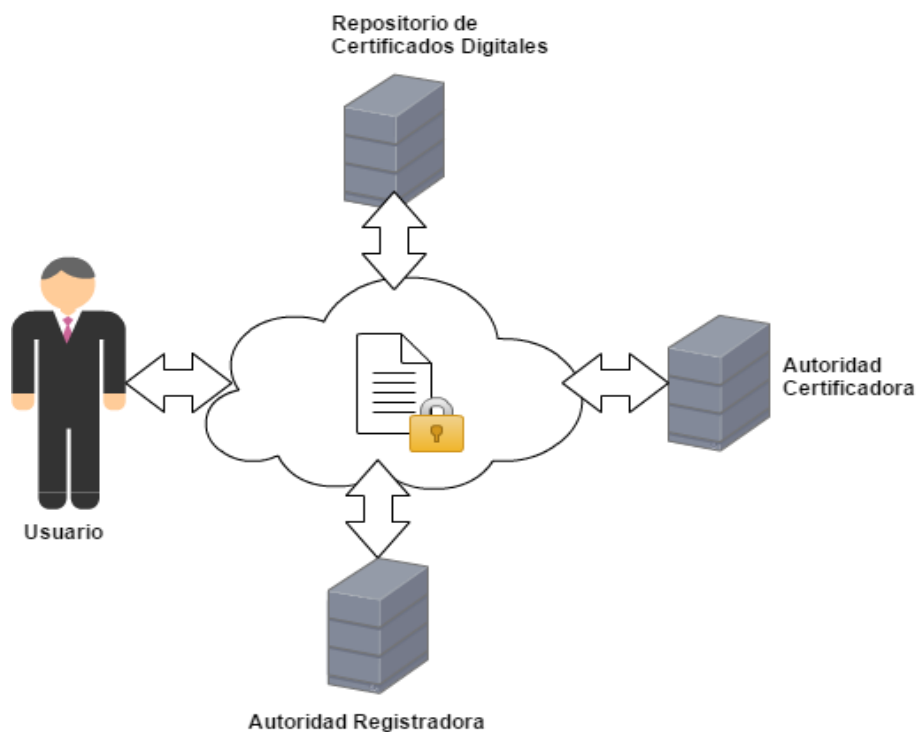 Repositorio de
Certificados Digitales
Autoridad
Certificadora
Usuario
Autoridad Registradora